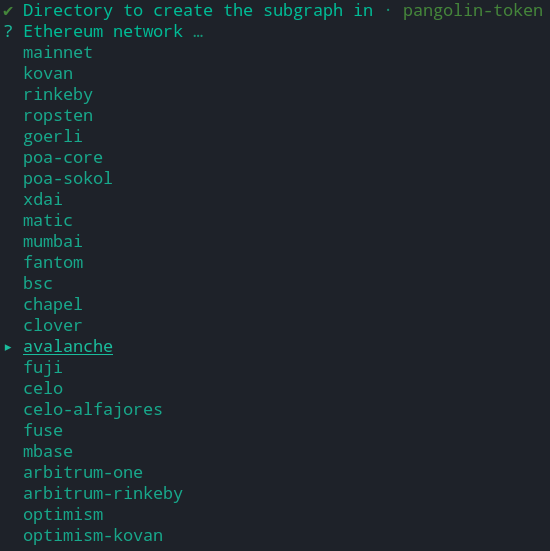 ✔ Directory to create the subgraph in · pangolin-token
? Ethereum network …
mainnet
kovan
rinkeby
ropsten
goerli
poa-core
poa-sokol
xdai
matic
mumbai
fantom
bsc
chapel
clover
▸ avalanche
fuji
celo
celo-alfajores
fuse
mbase
arbitrum-one
arbitrum-rinkeby
optimism
optimism-kovan